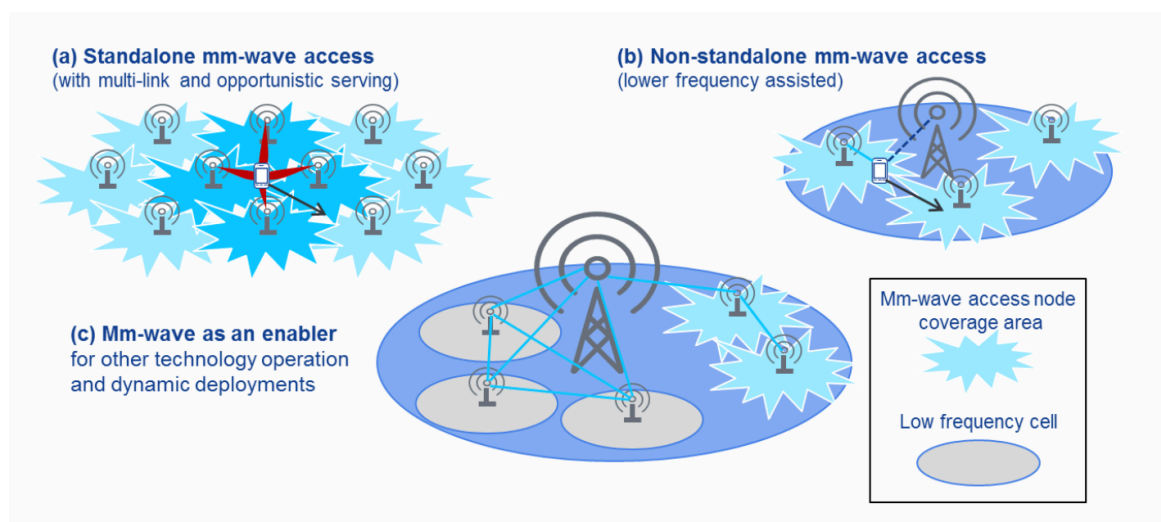 (a) Standalone mm-wave access
(with multi-link and opportunistic serving)
(b) Non-standalone mm-wave access
(lower frequency assisted)
(c) Mm-wave as an enabler
for other technology operation
and dynamic deployments
Mm-wave access node
coverage area
Low frequency cell